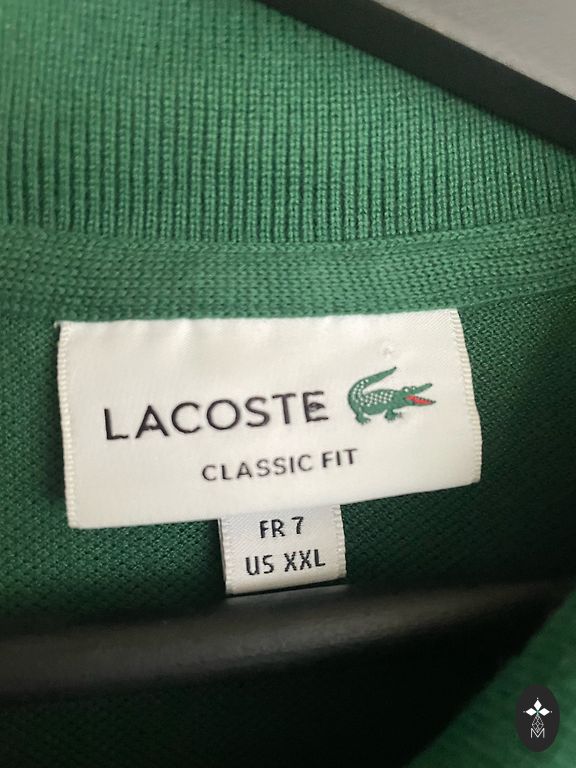 LACOSTE
CLASSIC FIT
FR 7
US XXL
M